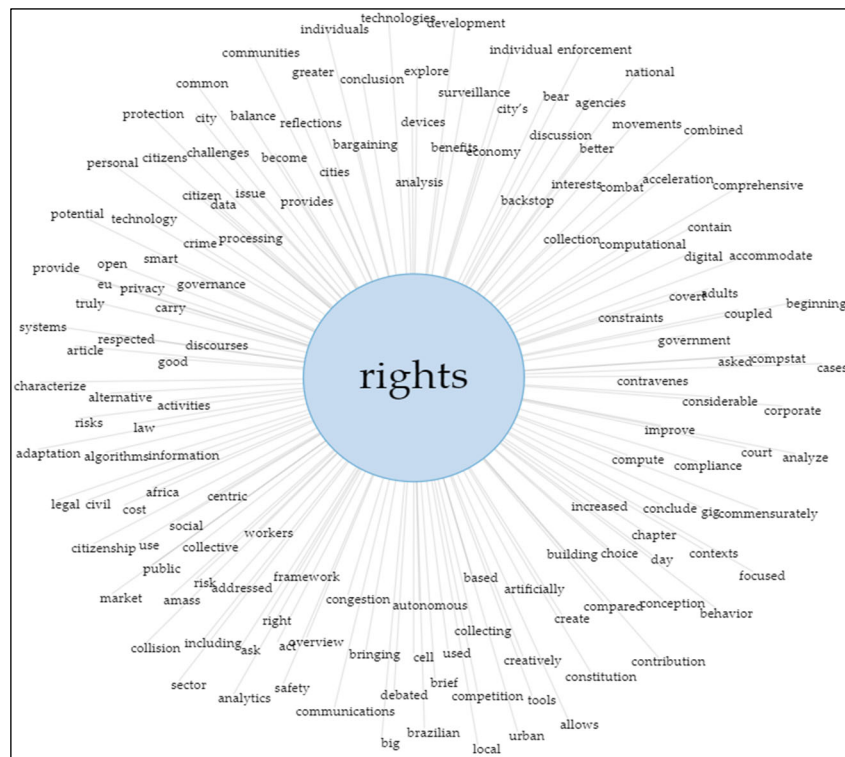 technologies
individuals
development
communities
individual
enforcement
greater
conclusion
explore
common
surveillance
national
city's
bear
agencies
protection
city
balance
reflections
devices
movements
combined
bargaining
benefits
economy
discussion
better
personal
citizens
challenges
become
cities
analysis
interests
combat
acceleration
comprehensive
citizen
data
issue
provides
backstop
potential
technology
crime
processing
collection
computational
contain
digital
accommodate
provide
open
smart
eu
privacy
governance
covert
adults
coupled
beginning
truly
carry
constraints
systems
respected
discourses
government
article
good
asked
compstat
cases
rights
characterize
alternative
activities
contravenes
considerable
corporate
risks
law
improve
adaptation
algorithms
information
compute
compliance
court
analyze
legal
civil
cost
africa
centric
increased
conclude
gig
commensurately
social
workers
chapter
citizenship
use
collective
building
choice
day
contexts
public
focused
market
risk
amass
addressed
framework
based
artificially
congestion
autonomous
create
compared
conception
behavior
right
collision
including
ask
act
overview
collecting
bringing
cell
used
creatively
contribution
constitution
sector
analytics
safety
debated
brief
competition
tools
communications
brazilian
allows
big
local
urban